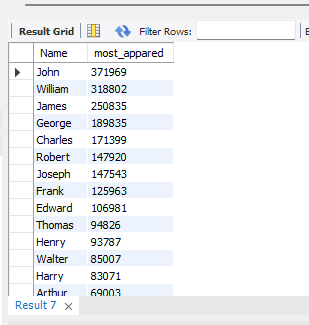 Result Grid Filter Rows:
Name most_appared
John 371969
William 318802
James 250835
George 189835
Charles 171399
Robert 147920
Joseph 147543
Frank 125963
Edward 106981
Thomas 94826
Henry 93787
Walter 85007
Harry 83071
Arthur 69003
Result 7 ×